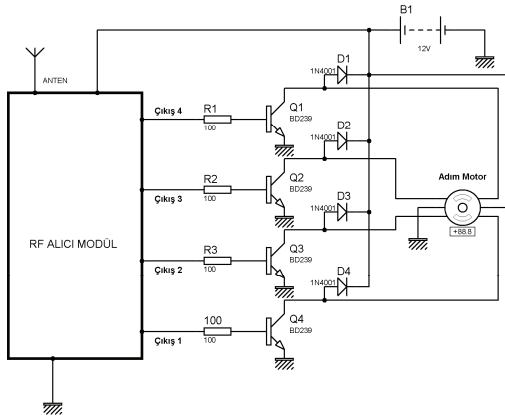 B1
12V
ANTEN
D1
1N4001
Çıkış 4
R1
100
Q1
BD239
D2
1N4001
Çıkış 3
R2
100
Q2
BD239
Adım Motor
+88.8
D3
1N4001
RF ALICI MODÜL
Çıkış 2
R3
100
Q3
BD239
D4
1N4001
Çıkış 1
100
100
Q4
BD239